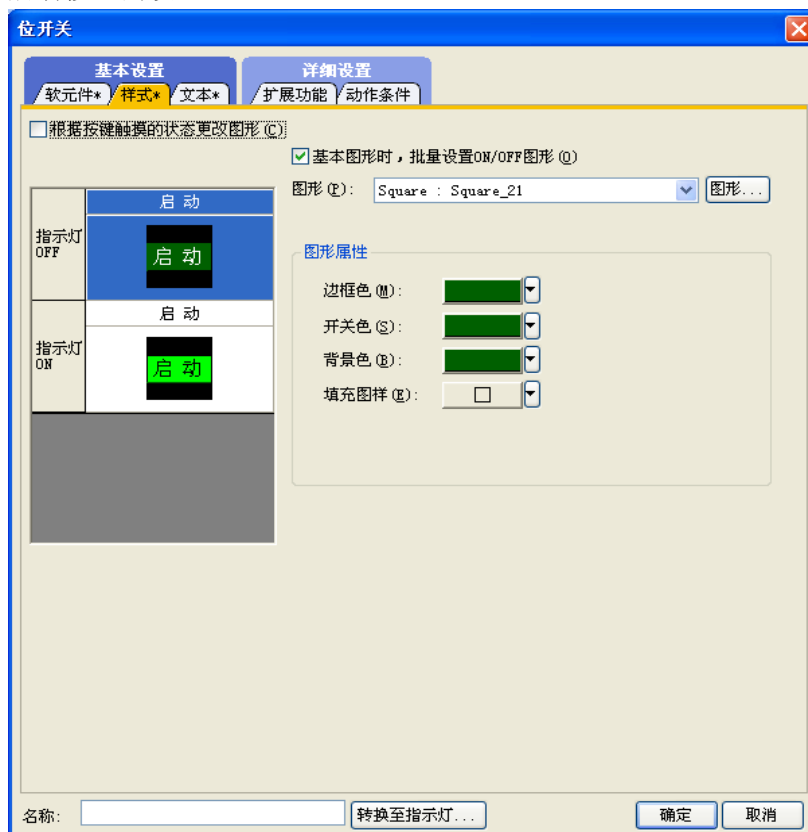 位开关
基本设置 详细设置
软元件* 样式* 文本* 扩展功能 动作条件
根据按键触摸的状态更改图形(C)
基本图形时，批量设置ON/OFF图形(O)
图形(P): Square : Square_21 图形...
启 动
指示灯
OFF
启 动
启 动
指示灯
ON
启 动
图形属性
边框色(M):
开关色(S):
背景色(B):
填充图样(E):
名称: 转换至指示灯... 确定 取消